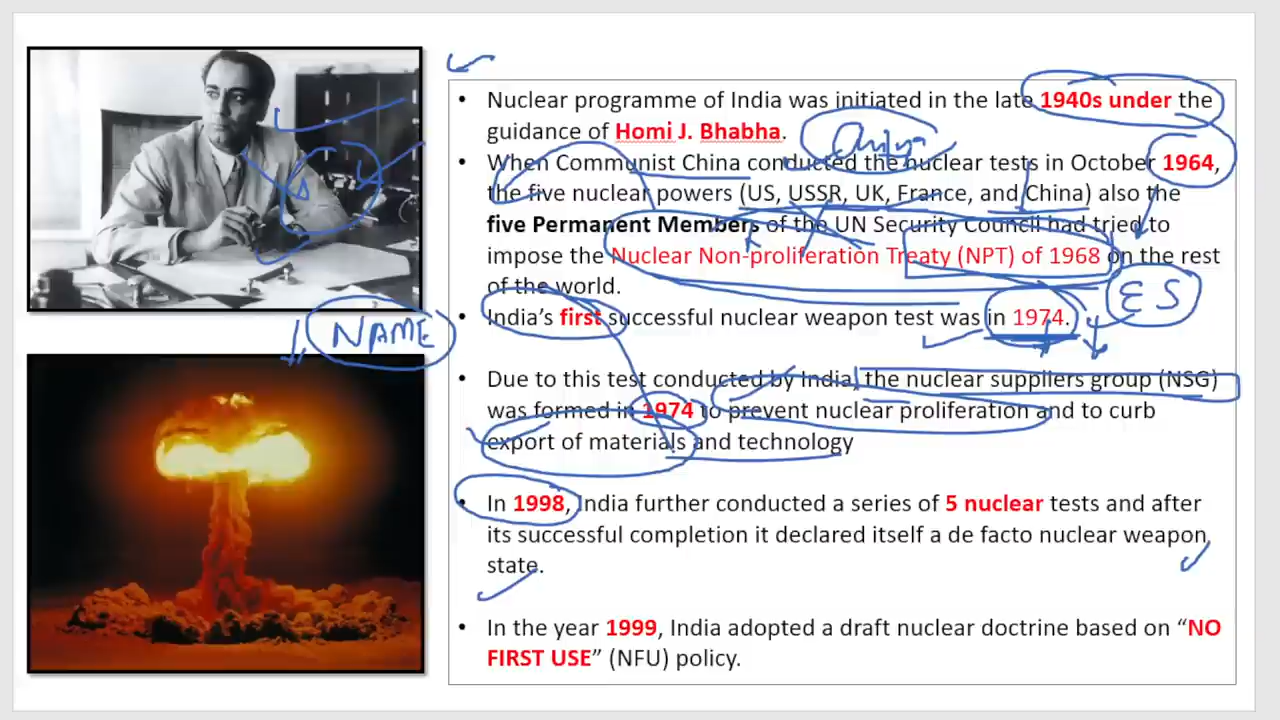 • Nuclear programme of India was initiated in the late 1940s under the
guidance of Homi J. Bhabha.
• When Communist China conducted the nuclear tests in October 1964,
the five nuclear powers (US, USSR, UK, France, and China) also the
five Permanent Members of the UN Security Council had tried to
impose the Nuclear Non-proliferation Treaty (NPT) of 1968 on the rest
of the world.
ES
• India's first successful nuclear weapon test was in 1974.
NAME
• Due to this test conducted by India, the nuclear suppliers group (NSG)
was formed in 1974 to prevent nuclear proliferation and to curb
export of materials and technology
• In 1998, India further conducted a series of 5 nuclear tests and after
its successful completion it declared itself a de facto nuclear weapon
state.
• In the year 1999, India adopted a draft nuclear doctrine based on “NO
FIRST USE” (NFU) policy.